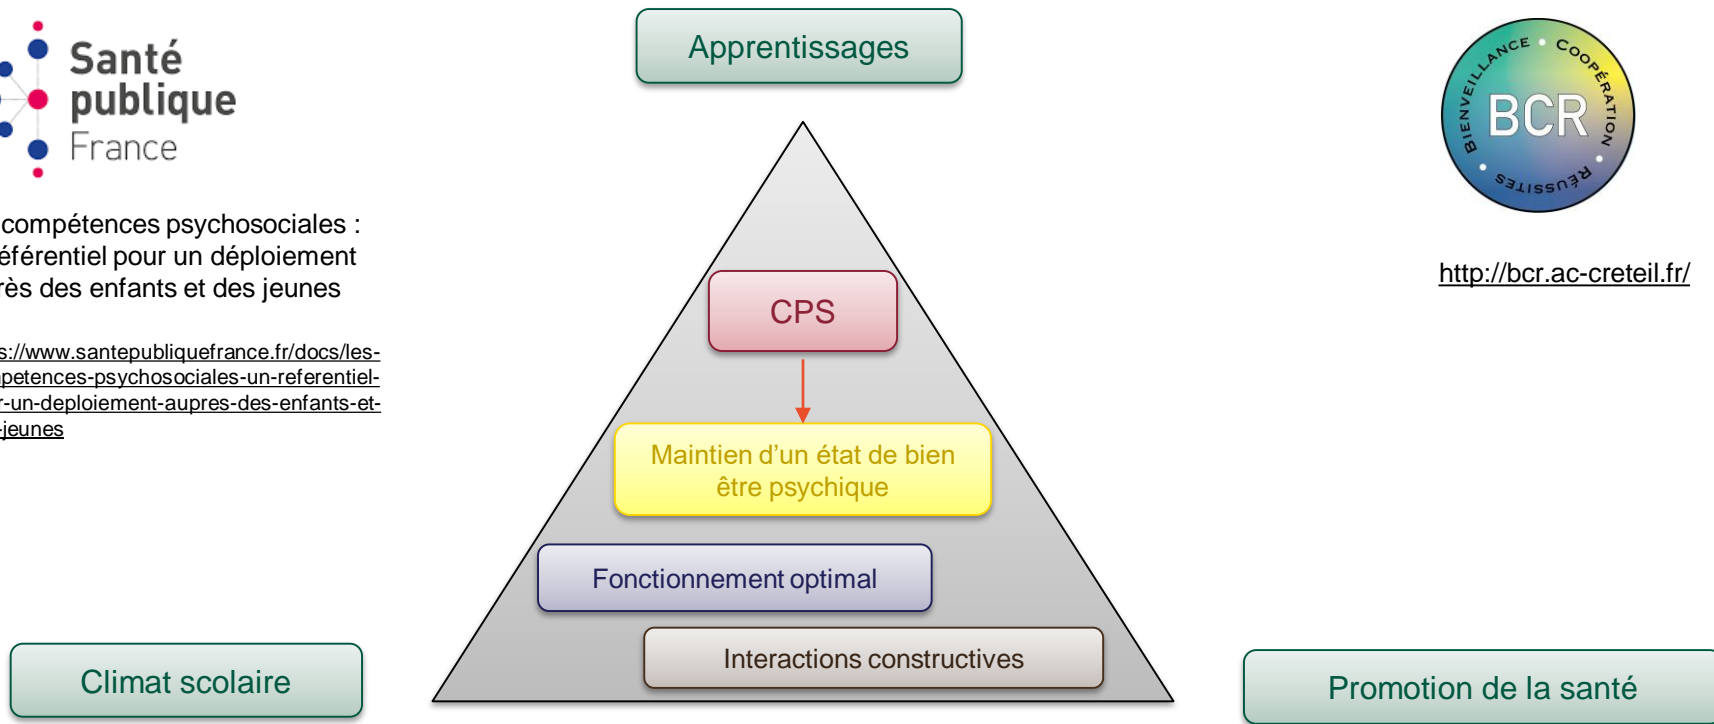 Santé
publique
France
compétences psychosociales :
référentiel pour un déploiement
des enfants et des jeunes
s://www.santepubliquefrance.fr/docs/les-
petences-psychosociales-un-referentiel-
r-un-deploiement-aupres-des-enfants-et-
-jeunes
Apprentissages
CPS
Maintien d’un état de bien
être psychique
Fonctionnement optimal
Interactions constructives
Climat scolaire
BIENVEILLANCE • COOPÉRATION • RÉUSSITES •
BCR
http://bcr.ac-creteil.fr/
Promotion de la santé